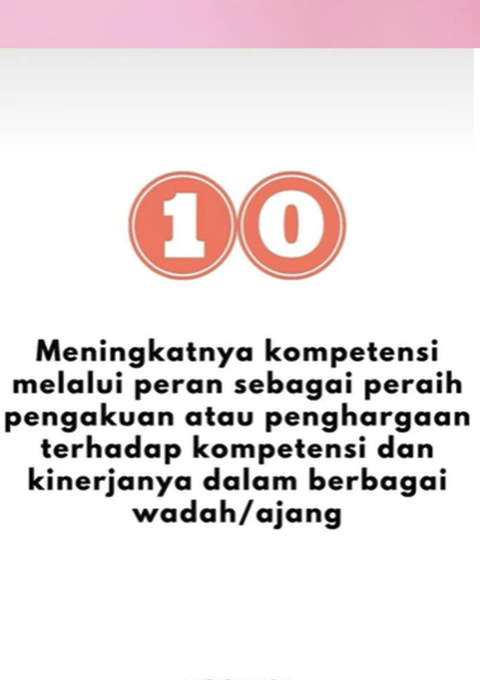 10
Meningkatnya kompetensi
melalui peran sebagai peraih
pengakuan atau penghargaan
terhadap kompetensi dan
kinerjanya dalam berbagai
wadah/ajang